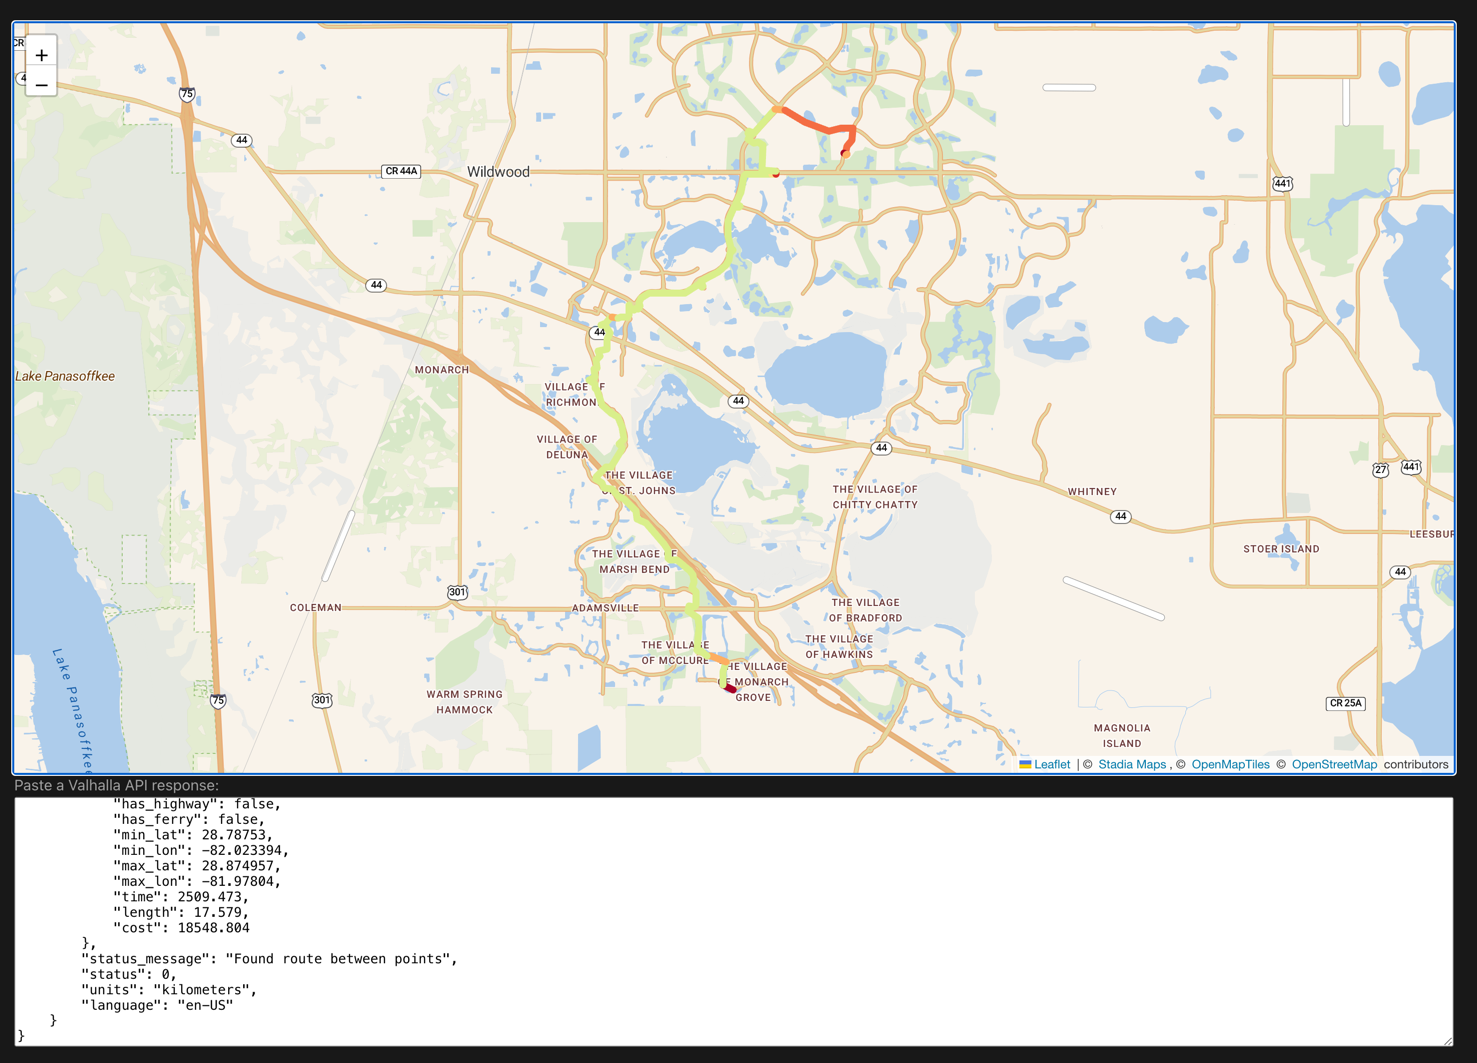 CR
+
−
75
44
CR 44A
Wildwood
441
44
44
Lake Panasoffkee
MONARCH
VILLAGE OF
RICHMON
44
VILLAGE OF
DELUNA
44
THE VILLAGE
ST. JOHNS
THE VILLAGE OF
CHITTY CHATTY
WHITNEY
44
27
441
LEESBUR
STOER ISLAND
THE VILLAGE OF
MARSH BEND
44
301
COLEMAN
ADAMSVILLE
THE VILLAGE
OF BRADFORD
THE VILLAGE
OF HAWKINS
THE VILLAGE
OF MCCLURE
HE VILLAGE
OF MONARCH
GROVE
Lake Panasoffkee
75
301
WARM SPRING
HAMMOCK
CR 25A
MAGNOLIA
ISLAND
Leaflet | © Stadia Maps, © OpenMapTiles © OpenStreetMap contributors
Paste a Valhalla API response:
"has_highway": false,
"has_ferry": false,
"min_lat": 28.78753,
"min_lon": -82.023394,
"max_lat": 28.874957,
"max_lon": -81.97804,
"time": 2509.473,
"length": 17.579,
"cost": 18548.804
},
"status_message": "Found route between points",
"status": 0,
"units": "kilometers",
"language": "en-US"
}
}